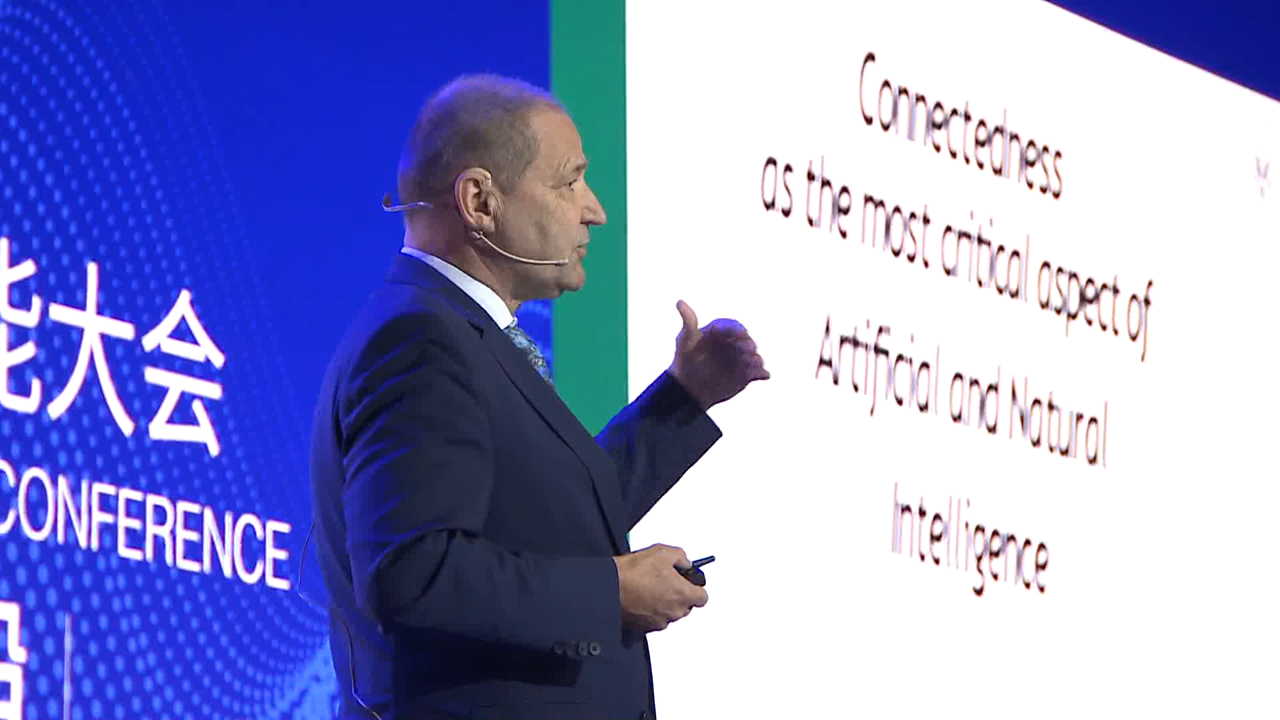 能大会
CONFERENCE
Connectedness
as the most critical aspect of
Artificial and Natural
Intelligence